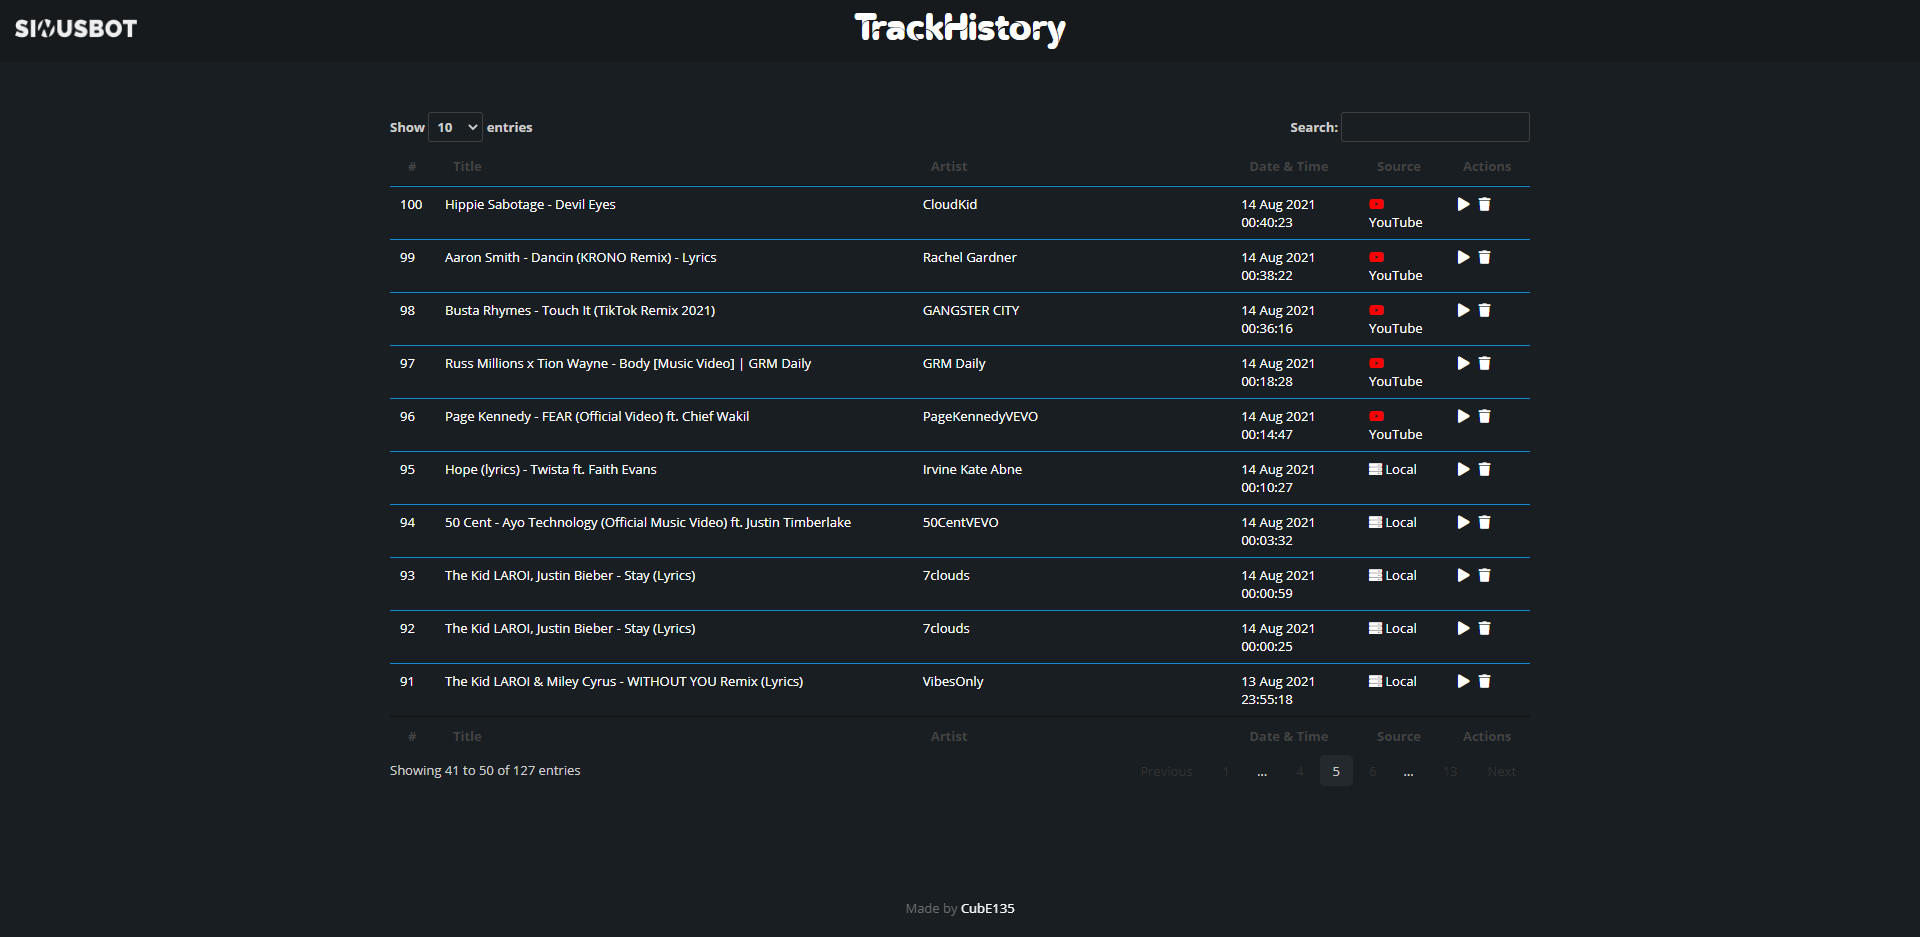 SINUSBOT
TrackHistory
Show 10 entries
Search:
# Title Artist Date & Time Source Actions
100 Hippie Sabotage - Devil Eyes CloudKid 14 Aug 2021
00:40:23 YouTube
99 Aaron Smith - Dancin (KRONO Remix) - Lyrics Rachel Gardner 14 Aug 2021
00:38:22 YouTube
98 Busta Rhymes - Touch It (TikTok Remix 2021) GANGSTER CITY 14 Aug 2021
00:36:16 YouTube
97 Russ Millions x Tion Wayne - Body [Music Video] | GRM Daily GRM Daily 14 Aug 2021
00:18:28 YouTube
96 Page Kennedy - FEAR (Official Video) ft. Chief Wakil PageKennedyVEVO 14 Aug 2021
00:14:47 YouTube
95 Hope (lyrics) - Twista ft. Faith Evans Irvine Kate Abne 14 Aug 2021 Local
00:10:27
94 50 Cent - Ayo Technology (Official Music Video) ft. Justin Timberlake 50CentVEVO 14 Aug 2021 Local
00:03:32
93 The Kid LAROI, Justin Bieber - Stay (Lyrics) 7clouds 14 Aug 2021 Local
00:00:59
92 The Kid LAROI, Justin Bieber - Stay (Lyrics) 7clouds 14 Aug 2021 Local
00:00:25
91 The Kid LAROI & Miley Cyrus - WITHOUT YOU Remix (Lyrics) VibesOnly 13 Aug 2021 Local
23:55:18
# Title Artist Date & Time Source Actions
Showing 41 to 50 of 127 entries
Previous 1 ... 4 5 6 ... 13 Next
Made by CubE135